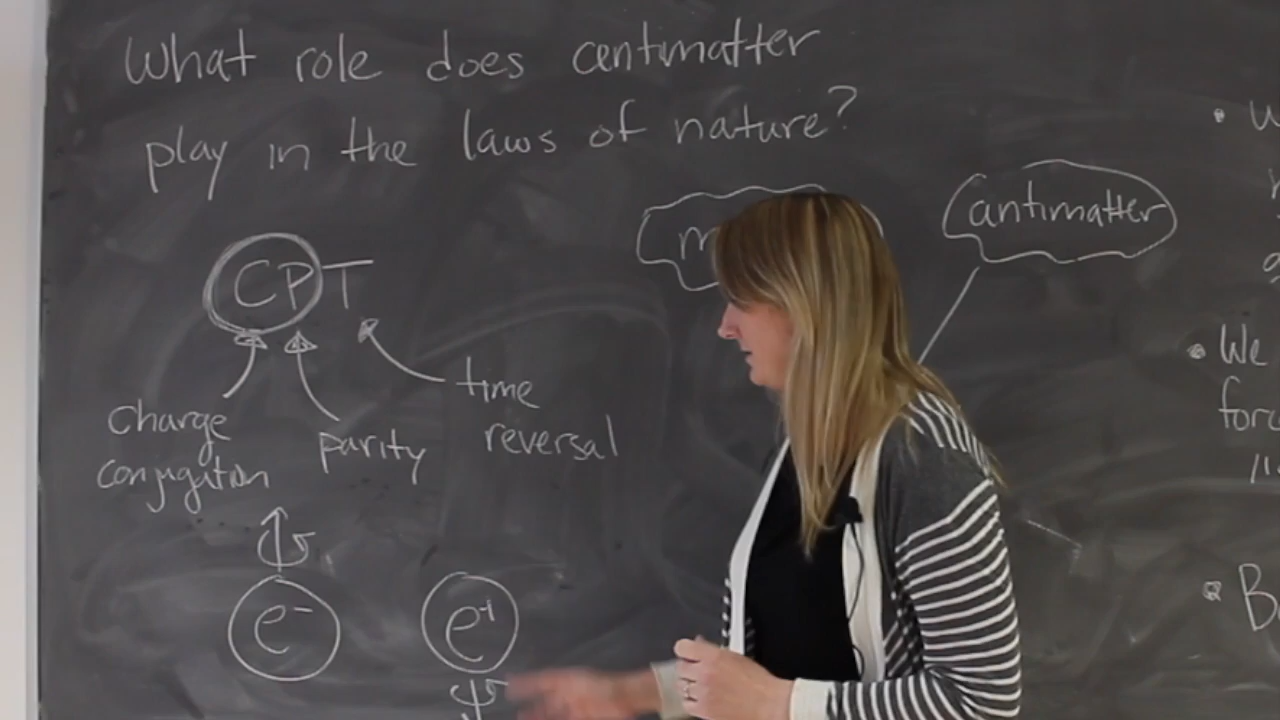 What role does antimatter
play in the laws of nature?
antimatter
CPT
We
time
reversal
charge
conjugation
parity
e-
e+